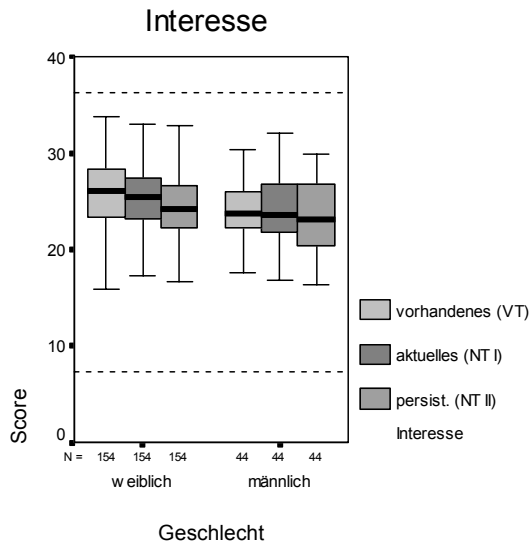 Interesse
40
30
20
10
0
Score
N = 154 154 154 44 44 44
weiblich männlich
Geschlecht
vorhandenes (VT)
aktuelles (NT I)
persist. (NT II)
Interesse